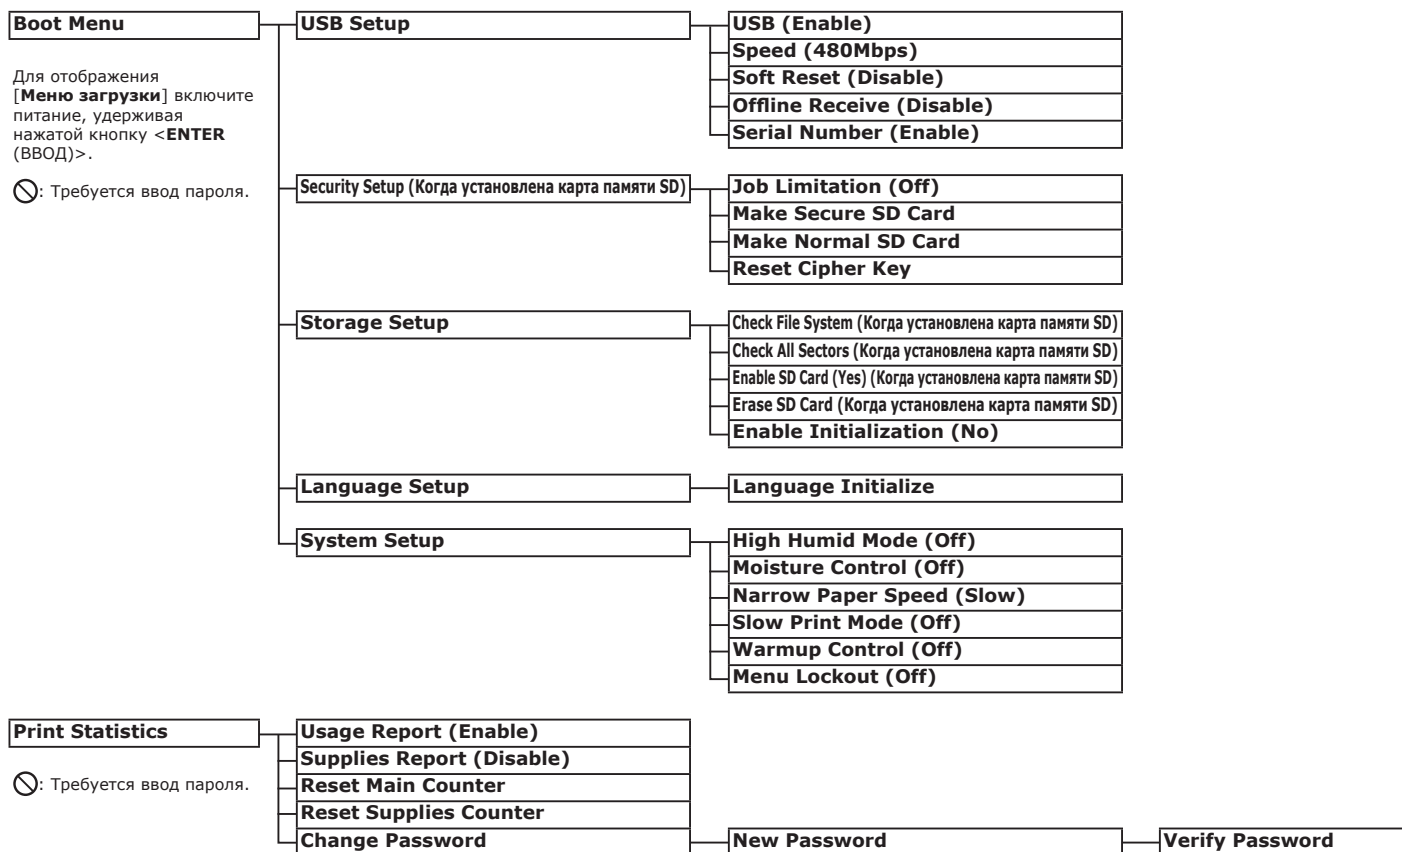 Boot Menu
USB Setup
USB (Enable)
Speed (480Mbps)
Soft Reset (Disable)
Offline Receive (Disable)
Serial Number (Enable)
Для отображения
[Меню загрузки] включите
питание, удерживая
нажатой кнопку <ENTER
(ВВОД)>.
: Требуется ввод пароля.
Security Setup (Когда установлена карта памяти SD)
Job Limitation (Off)
Make Secure SD Card
Make Normal SD Card
Reset Cipher Key
Storage Setup
Check File System (Когда установлена карта памяти SD)
Check All Sectors (Когда установлена карта памяти SD)
Enable SD Card (Yes) (Когда установлена карта памяти SD)
Erase SD Card (Когда установлена карта памяти SD)
Enable Initialization (No)
Language Setup
Language Initialize
System Setup
High Humid Mode (Off)
Moisture Control (Off)
Narrow Paper Speed (Slow)
Slow Print Mode (Off)
Warmup Control (Off)
Menu Lockout (Off)
Print Statistics
: Требуется ввод пароля.
Usage Report (Enable)
Supplies Report (Disable)
Reset Main Counter
Reset Supplies Counter
Change Password
New Password
Verify Password